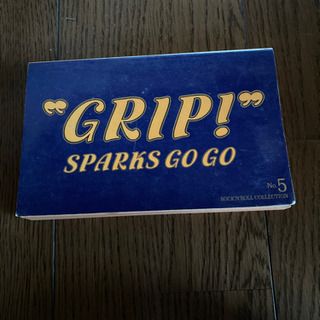 “GRIP!”
SPARKS GO GO
No. 5
ROCK'N'ROLL COLLECTION